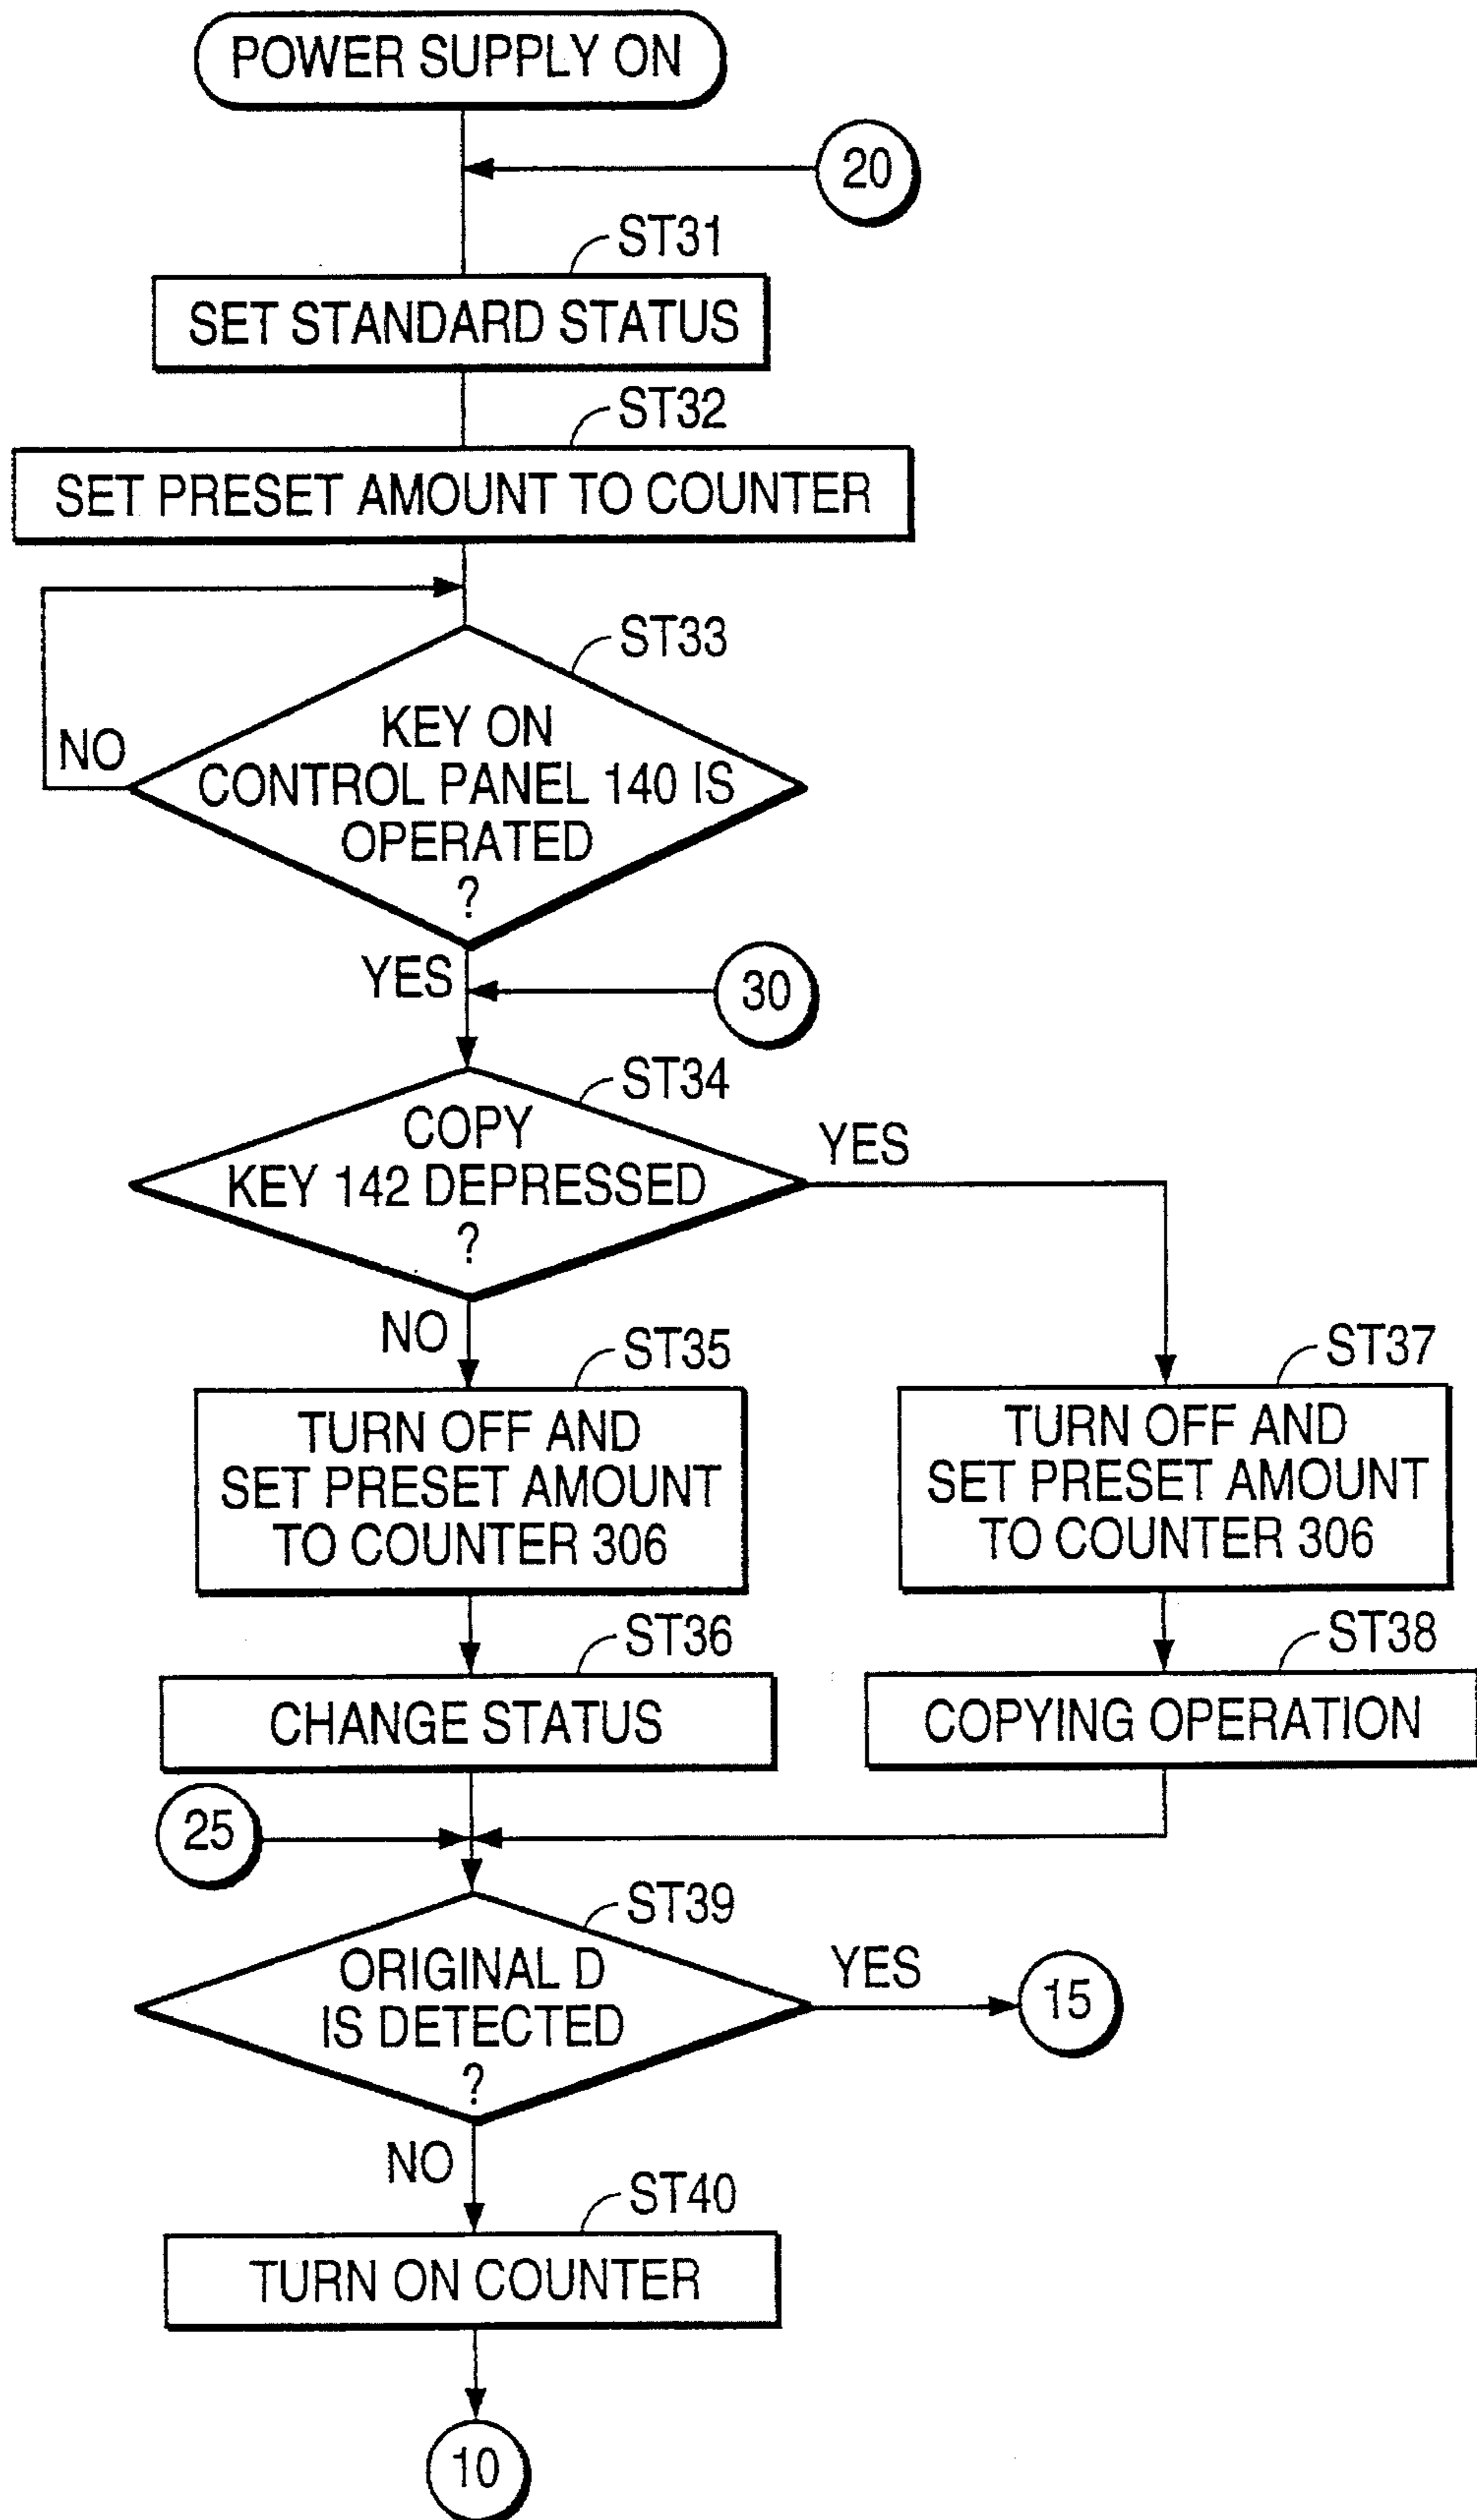 POWER SUPPLY ON
20
ST31
SET STANDARD STATUS
ST32
SET PRESET AMOUNT TO COUNTER
ST33
KEY ON
CONTROL PANEL 140 IS
OPERATED
?
NO
YES
30
ST34
COPY
KEY 142 DEPRESSED
?
YES
NO
ST35
TURN OFF AND
SET PRESET AMOUNT
TO COUNTER 306
ST37
TURN OFF AND
SET PRESET AMOUNT
TO COUNTER 306
ST36
CHANGE STATUS
ST38
COPYING OPERATION
25
ST39
ORIGINAL D
IS DETECTED
?
YES
15
NO
ST40
TURN ON COUNTER
10